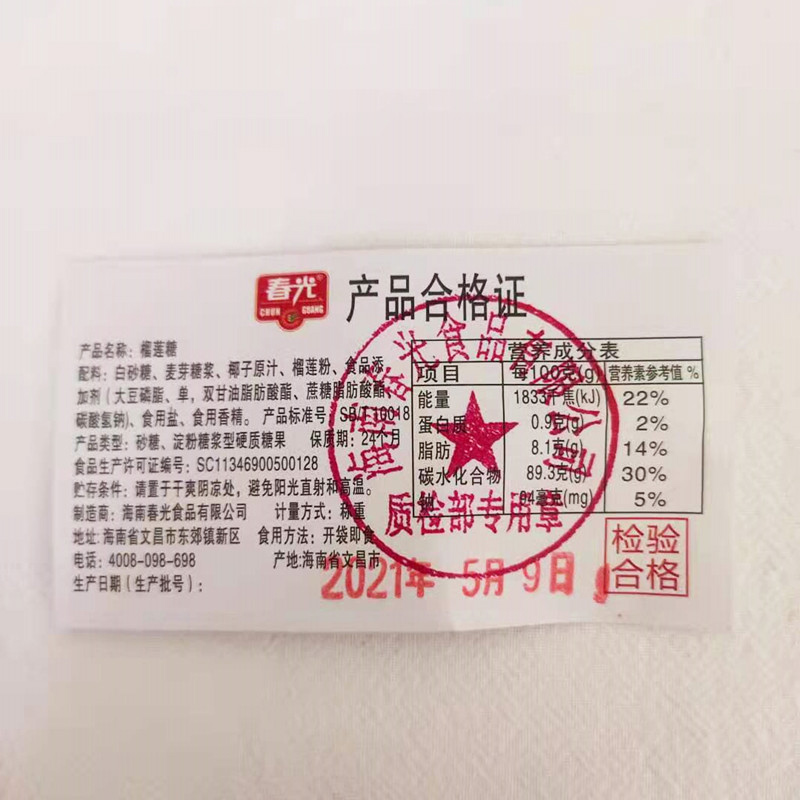 春光 产品合格证
CHUN GUANG
产品名称：榴莲糖
配料：白砂糖、麦芽糖浆、椰子原汁、榴莲粉、食品添
加剂（大豆磷脂、单，双甘油脂肪酸酯、蔗糖脂肪酸酯、
碳酸氢钠)、食用盐、食用香精。 产品标准号：SB/T 10018
产品类型：砂糖、淀粉糖浆型硬质糖果 保质期：24个月
食品生产许可证编号：SC11346900500128
贮存条件：请置于干爽阴凉处，避免阳光直射和高温。
制造商：海南春光食品有限公司 计量方式：称重
地址：海南省文昌市东郊镇新区 食用方法：开袋即食
电话：4008-098-698 产地:海南省文昌市
生产日期（生产批号）：
2021年 5月 9日
营养成分表
项目 每100克(g) 营养素参考值 %
能量 1833千焦(kJ) 22%
蛋白质 0.9克(g) 2%
脂肪 8.1克(g) 14%
碳水化合物 89.3克(g) 30%
钠 毫克(mg) 5%
海南春光食品有限公司
质检部专用章
检验
合格